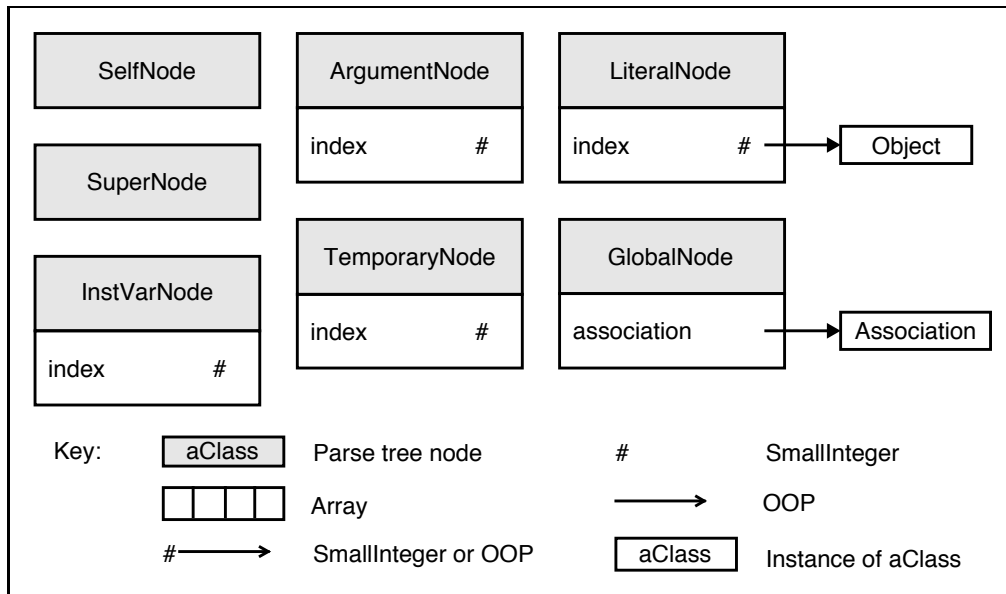 SelfNode
ArgumentNode
LiteralNode
index #
index #
Object
SuperNode
TemporaryNode
GlobalNode
InstVarNode
index #
association
Association
index #
Key:
aClass Parse tree node
# SmallInteger
Array
OOP
# SmallInteger or OOP
aClass Instance of aClass